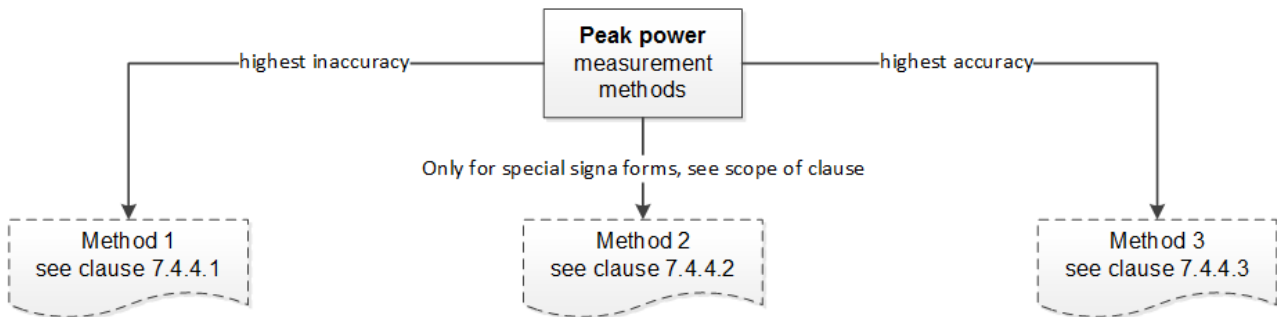 Peak power
measurement
methods
highest inaccuracy
highest accuracy
Only for special signa forms, see scope of clause
Method 1
see clause 7.4.4.1
Method 2
see clause 7.4.4.2
Method 3
see clause 7.4.4.3